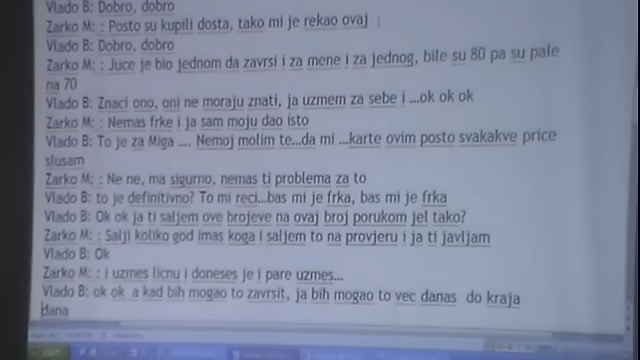 Vlado B: Dobro, dobro
Zarko M: : Posto su kupili dosta, tako mi je rekao ovaj :
Vlado B: Dobro, dobro
Zarko M: : Juce je bio jednom da zavrsi i za mene i za jednog, bile su 80 pa su pale
na 70
Vlado B: Znaci ono, oni ne moraju znati, ja uzmem za sebe i ...ok ok ok
Zarko M: : Nemas frke i ja sam moju dao isto
Vlado B: To je za Miga .... Nemoj molim te...da mi ...karte ovim posto svakakve price
slusam
Zarko M: : Ne ne, ma sigurno, nemas ti problema za to
Vlado B: to je definitivno? To mi reci...bas mi je frka, bas mi je frka
Vlado B: Ok ok ja ti saljem ove brojeve na ovaj broj porukom jel tako?
Zarko M: : Salji koliko god imas koga i saljem to na provjeru i ja ti javljam
Vlado B: Ok
Zarko M: : i uzmes licnu i doneses je i pare uzmes...
Vlado B: ok ok a kad bih mogao to zavrsit, ja bih mogao to vec danas do kraja
dana